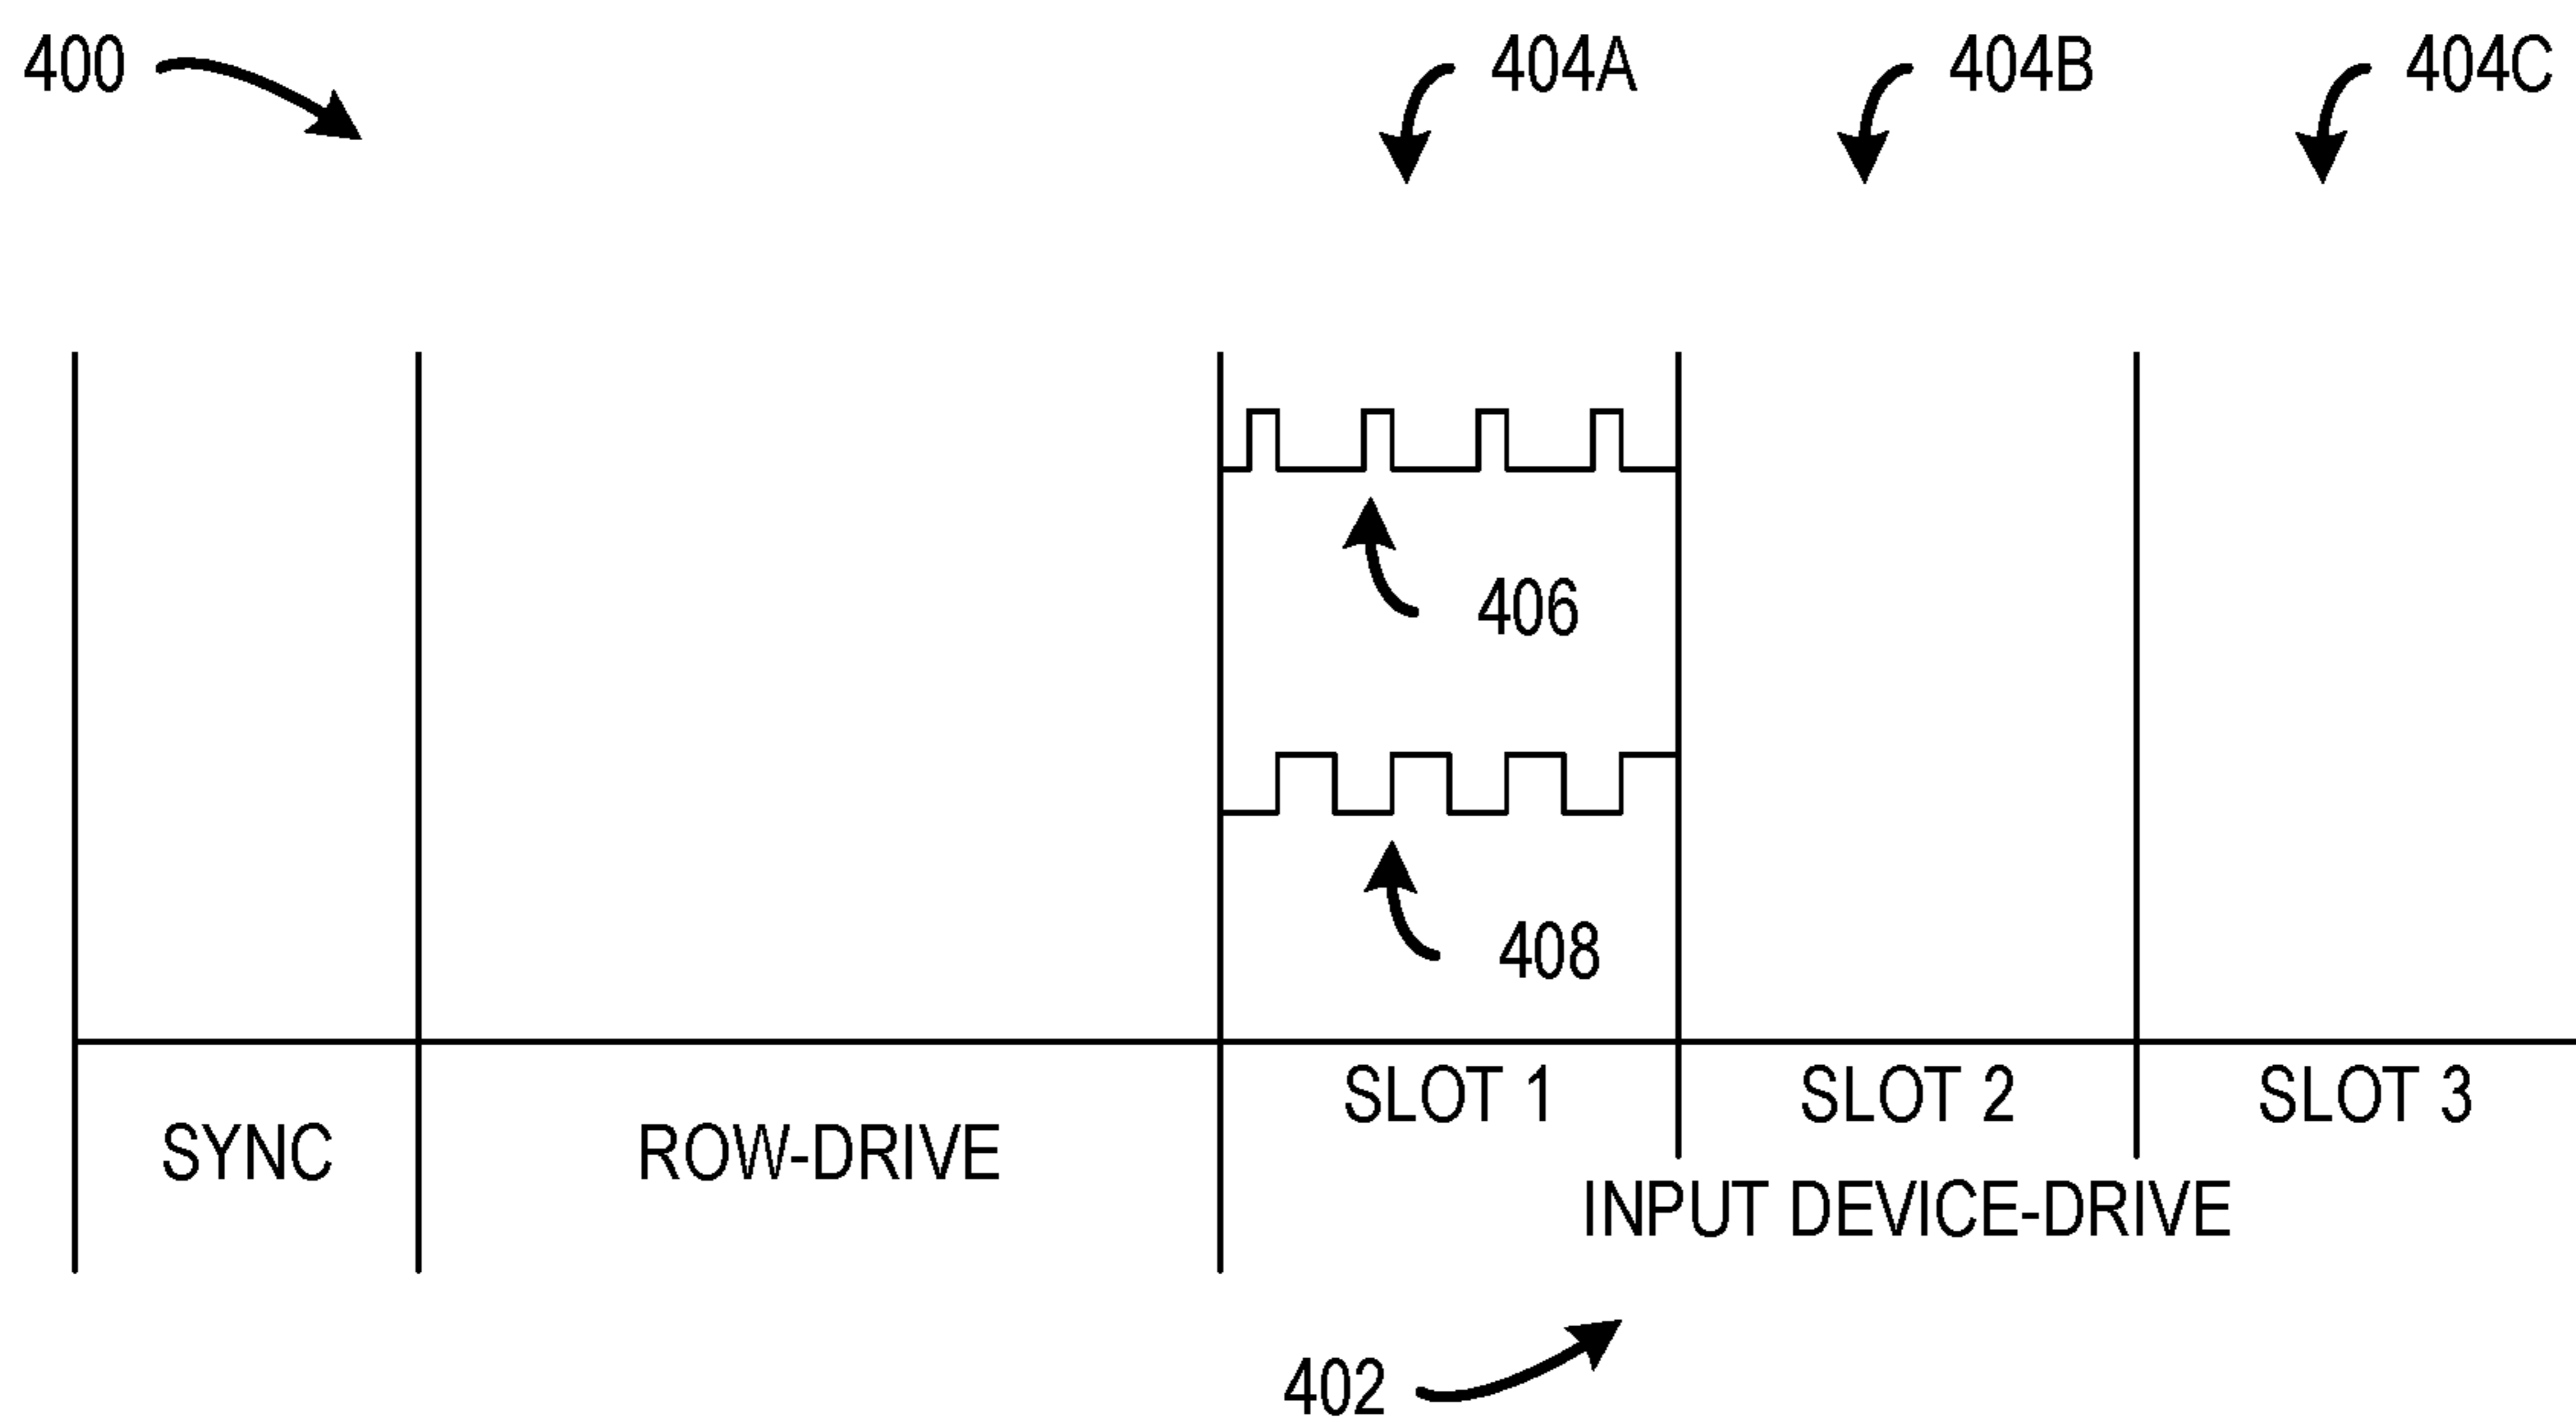 400
404A
404B
404C
406
408
SLOT 1
SLOT 2
SLOT 3
SYNC
ROW-DRIVE
INPUT DEVICE-DRIVE
402